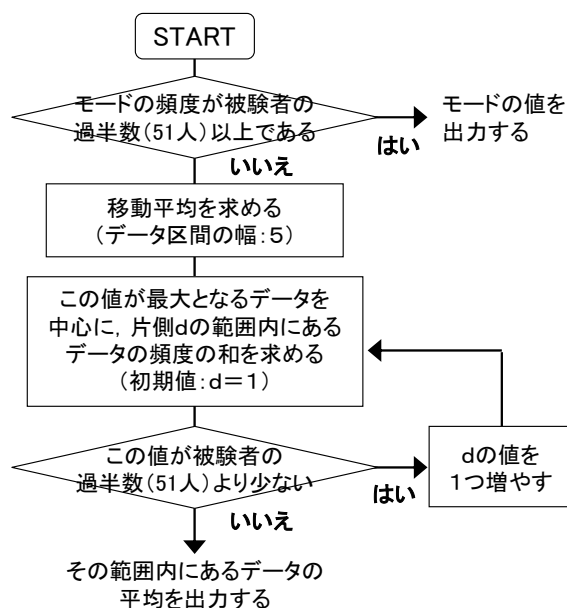 START
モードの頻度が被験者の
過半数(51人)以上である
はい
モードの値を
出力する
いいえ
移動平均を求める
(データ区間の幅:5)
この値が最大となるデータを
中心に,片側dの範囲内にある
データの頻度の和を求める
(初期値:d=1)
この値が被験者の
過半数(51人)より少ない
はい
dの値を
1つ増やす
いいえ
その範囲内にあるデータの
平均を出力する